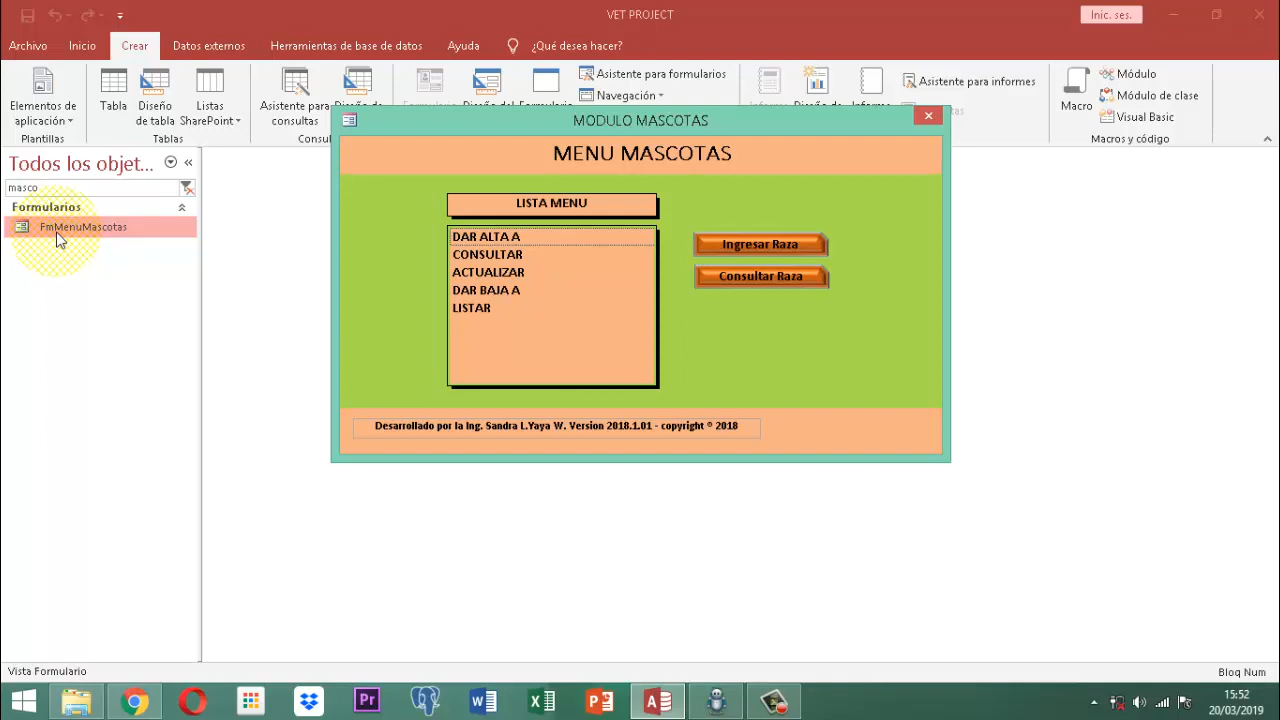 VET PROJECT
Inic. ses.
Archivo Inicio Crear Datos externos Herramientas de base de datos Ayuda ¿Qué desea hacer?
Elementos de aplicación
Plantillas
Tabla
Diseño de tabla
Listas SharePoint
Tablas
Asistente para consultas
Asistente para formularios
Navegación
Asistente para informes
Macro
Módulo
Módulo de clase
Visual Basic
Macros y código
Todos los objet...
masco
Formularios
FmMenuMascotas
MODULO MASCOTAS
MENU MASCOTAS
LISTA MENU
DAR ALTA A
CONSULTAR
ACTUALIZAR
DAR BAJA A
LISTAR
Ingresar Raza
Consultar Raza
Desarrollado por la Ing. Sandra L.Yaya W. Version 2018.1.01 - copyright © 2018
Vista Formulario
Bloq Num
Pr
15:52
20/03/2019